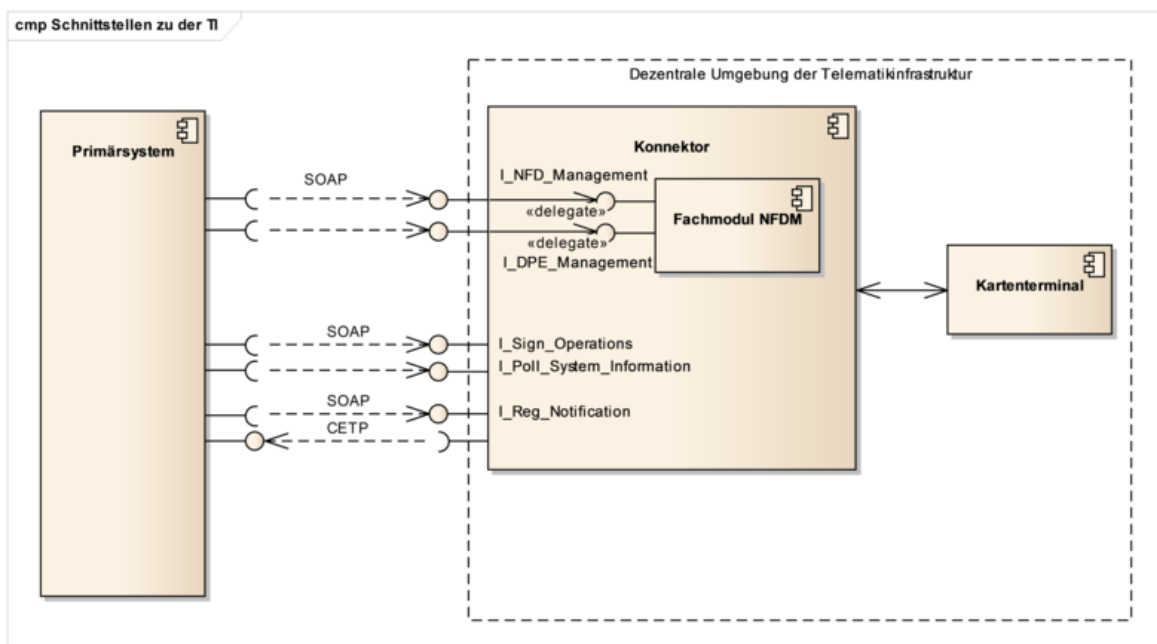 cmp Schnittstellen zu der TI
Dezentrale Umgebung der Telematikinfrastruktur
Primärsystem
Konnektor
SOAP
I_NFD_Management
«delegate»
Fachmodul NFDM
«delegate»
I_DPE_Management
Kartenterminal
SOAP
I_Sign_Operations
I_Poll_System_Information
SOAP
I_Reg_Notification
CETP